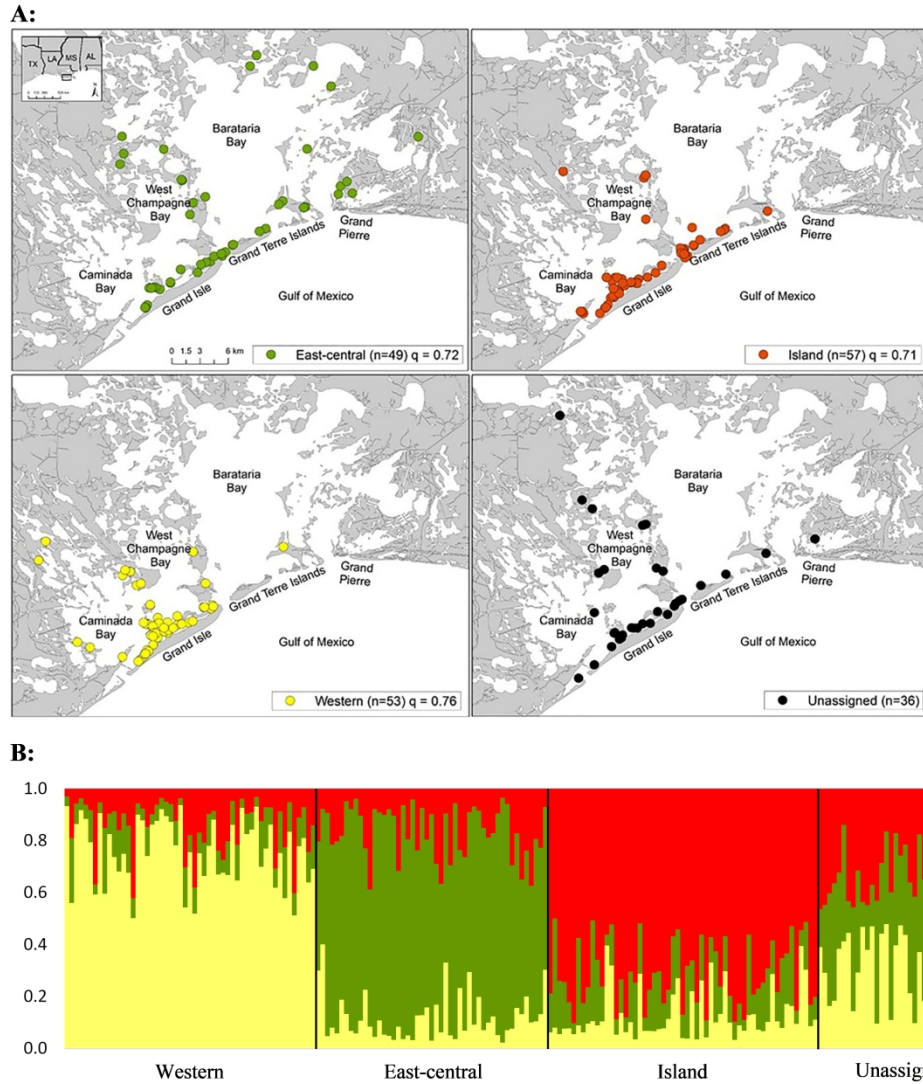 A:
TX
LA
MS
AL
Barataria
Bay
West
Champagne
Bay
Grand
Pierre
Grand Terre Islands
Caminada
Bay
Grand Isle
Gulf of Mexico
0 1.5 3 6 km
East-central (n=49) q = 0.72
Barataria
Bay
West
Champagne
Bay
Grand
Pierre
Grand Terre Islands
Caminada
Bay
Grand Isle
Gulf of Mexico
Island (n=57) q = 0.71
Barataria
Bay
West
Champagne
Bay
Grand Terre Islands
Grand
Pierre
Caminada
Bay
Grand Isle
Gulf of Mexico
Western (n=53) q = 0.76
Barataria
Bay
West
Champagne
Bay
Grand Terre Islands
Grand
Pierre
Caminada
Bay
Grand Isle
Gulf of Mexico
Unassigned (n=36)
B:
1.0
0.8
0.6
0.4
0.2
0.0
Western
East-central
Island
Unassig